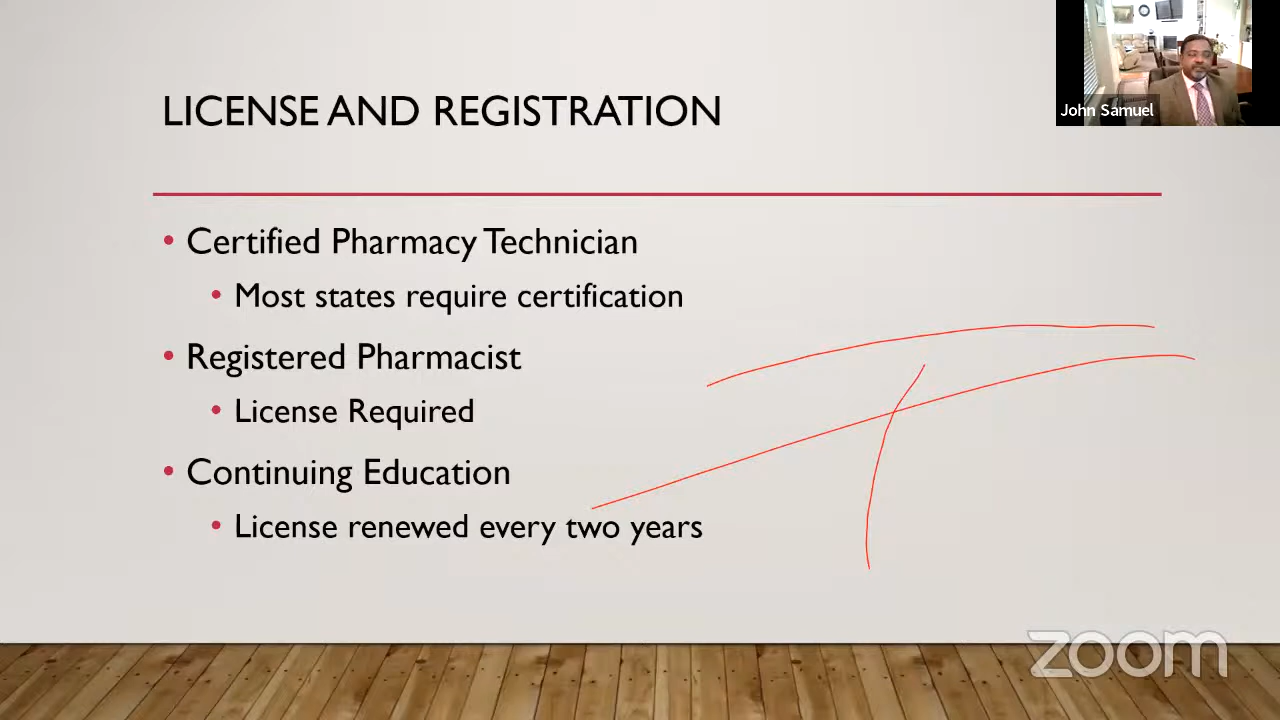 LICENSE AND REGISTRATION
John Samuel
• Certified Pharmacy Technician
• Most states require certification
• Registered Pharmacist
• License Required
• Continuing Education
• License renewed every two years
zoom